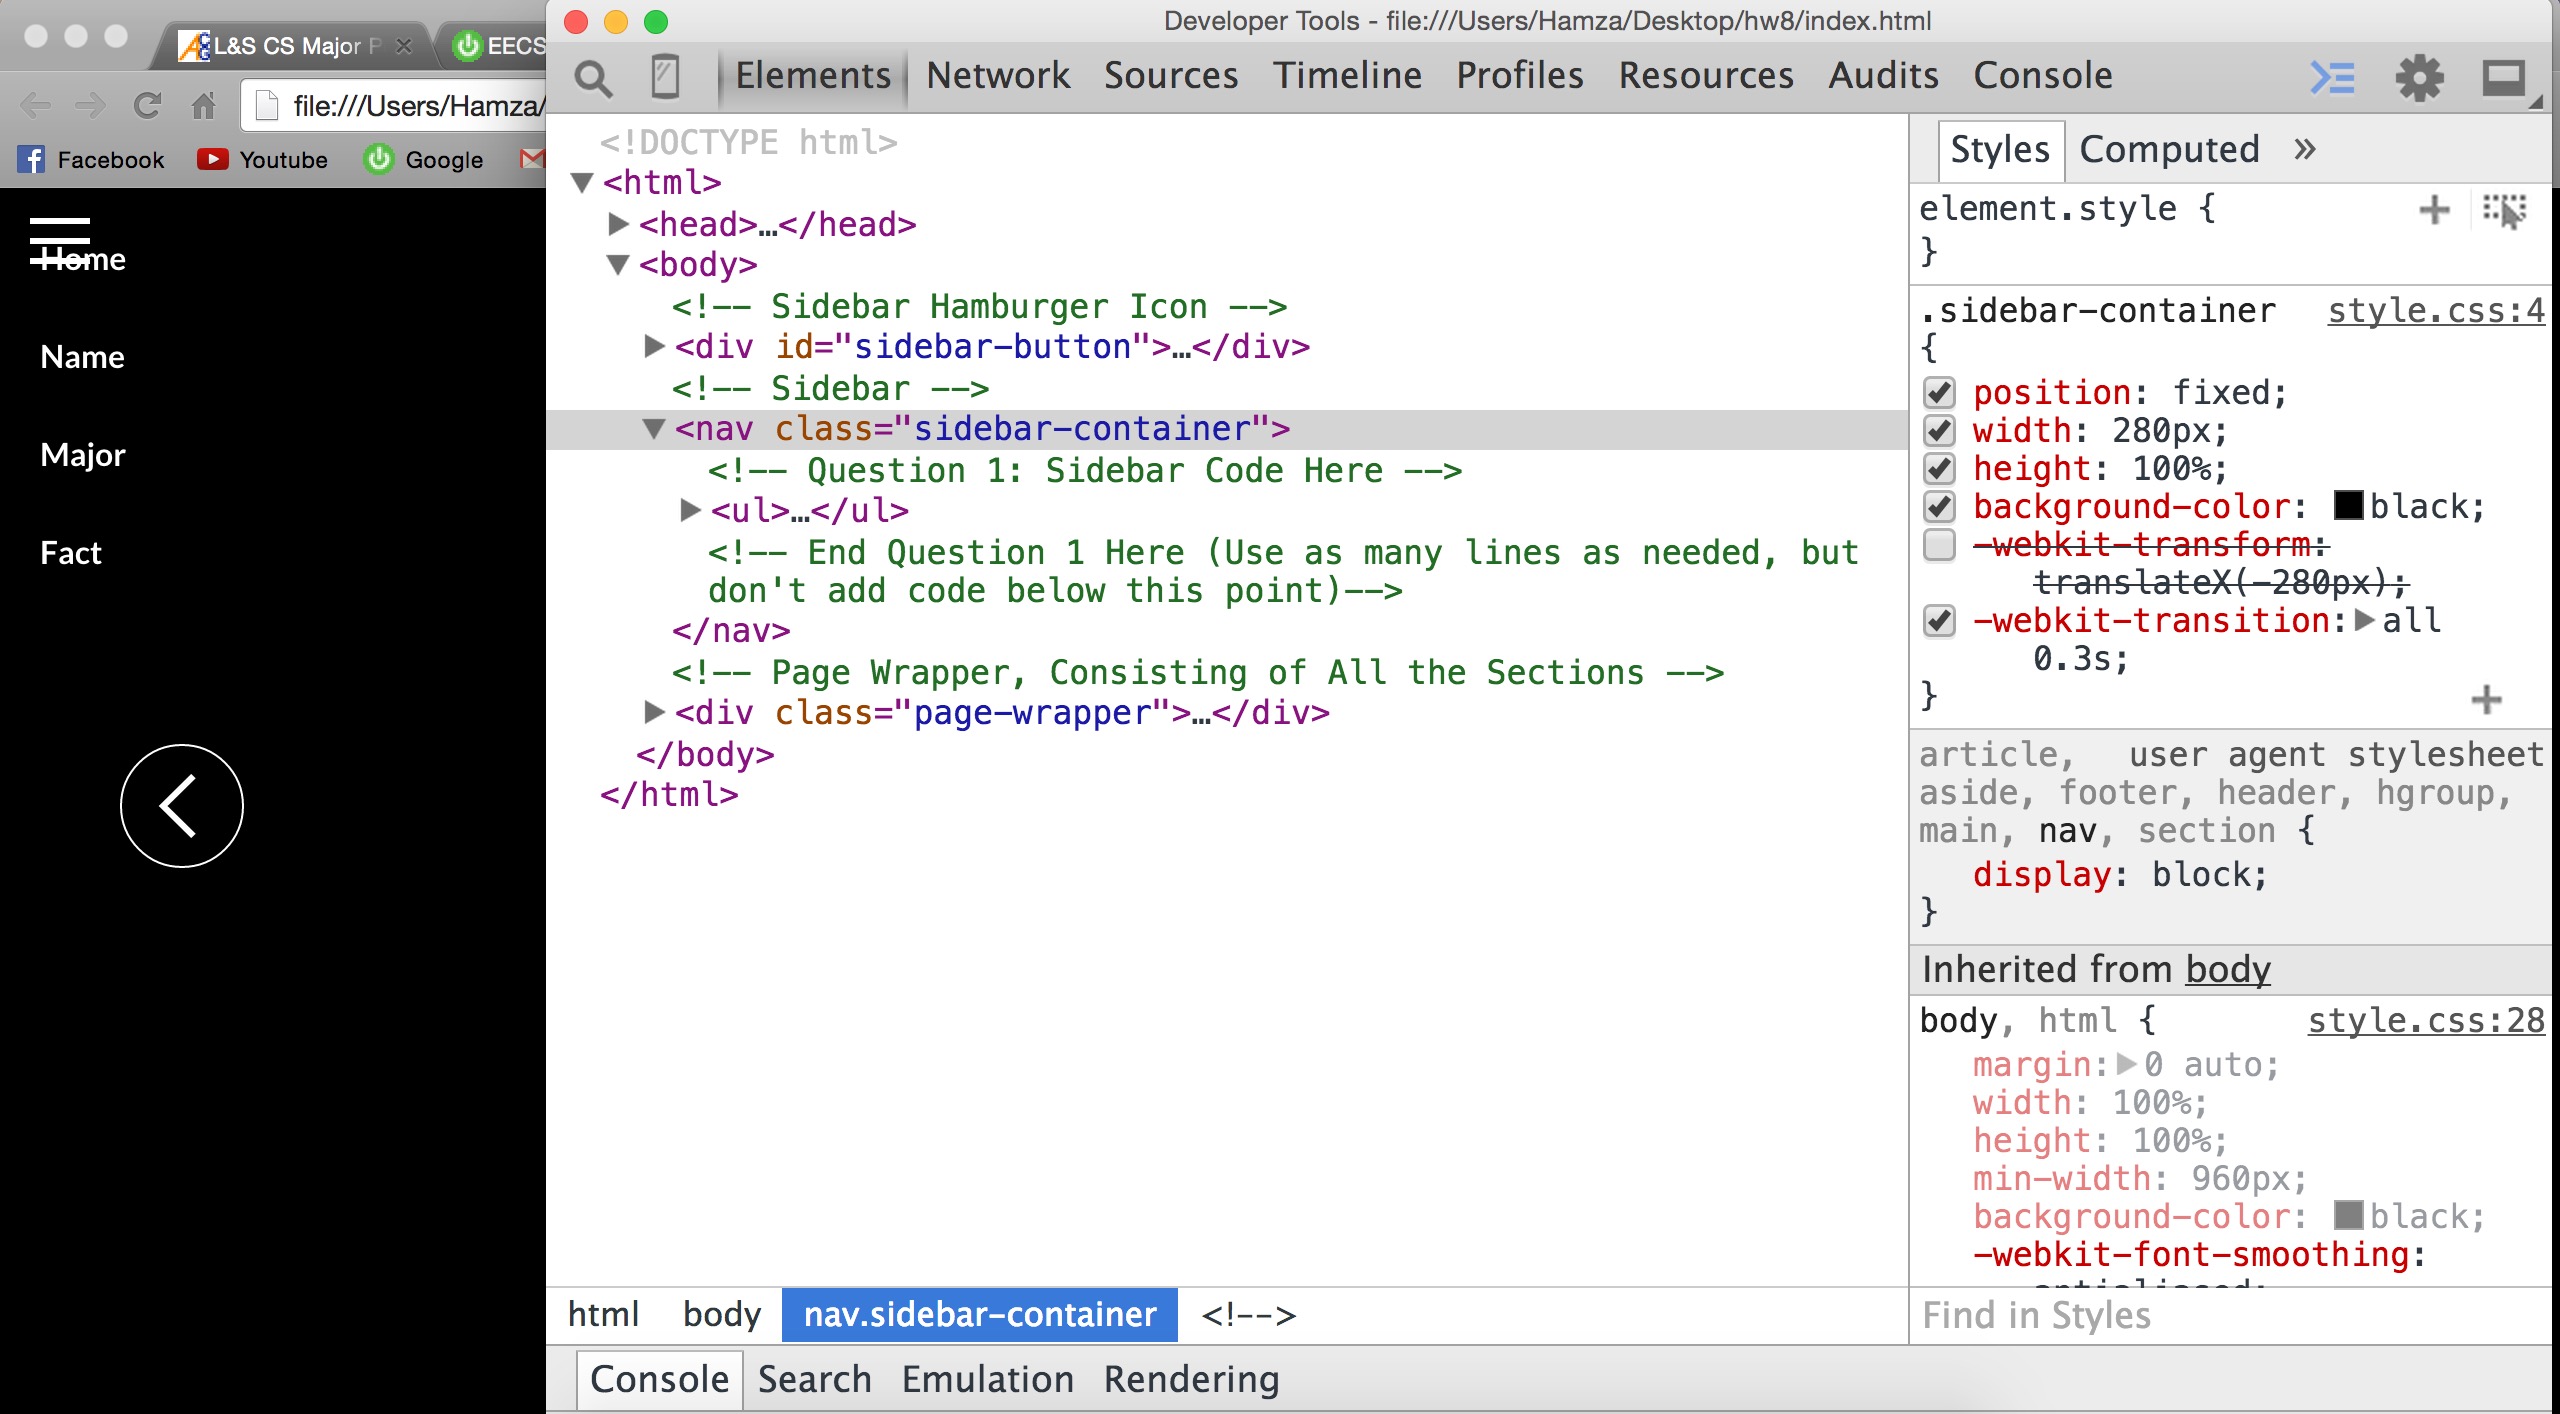 L&S CS Major P
EECS
file:///Users/Hamza/
Facebook
Youtube
Google
Home
Name
Major
Fact
Developer Tools - file:///Users/Hamza/Desktop/hw8/index.html
Elements Network Sources Timeline Profiles Resources Audits Console
<!DOCTYPE html>
<html>
<head>…</head>
<body>
<!-- Sidebar Hamburger Icon -->
<div id="sidebar-button">…</div>
<!-- Sidebar -->
<nav class="sidebar-container">
<!-- Question 1: Sidebar Code Here -->
<ul>…</ul>
<!-- End Question 1 Here (Use as many lines as needed, but
don't add code below this point)-->
</nav>
<!-- Page Wrapper, Consisting of All the Sections -->
<div class="page-wrapper">…</div>
</body>
</html>
html body nav.sidebar-container <!-->
Styles Computed »
element.style {
}
.sidebar-container style.css:4
{
position: fixed;
width: 280px;
height: 100%;
background-color: black;
-webkit-transform:
translateX(-280px);
-webkit-transition: all
0.3s;
}
article, user agent stylesheet
aside, footer, header, hgroup,
main, nav, section {
display: block;
}
Inherited from body
body, html { style.css:28
margin: 0 auto;
width: 100%;
height: 100%;
min-width: 960px;
background-color: black;
-webkit-font-smoothing:
antialiased;
Find in Styles
Console Search Emulation Rendering